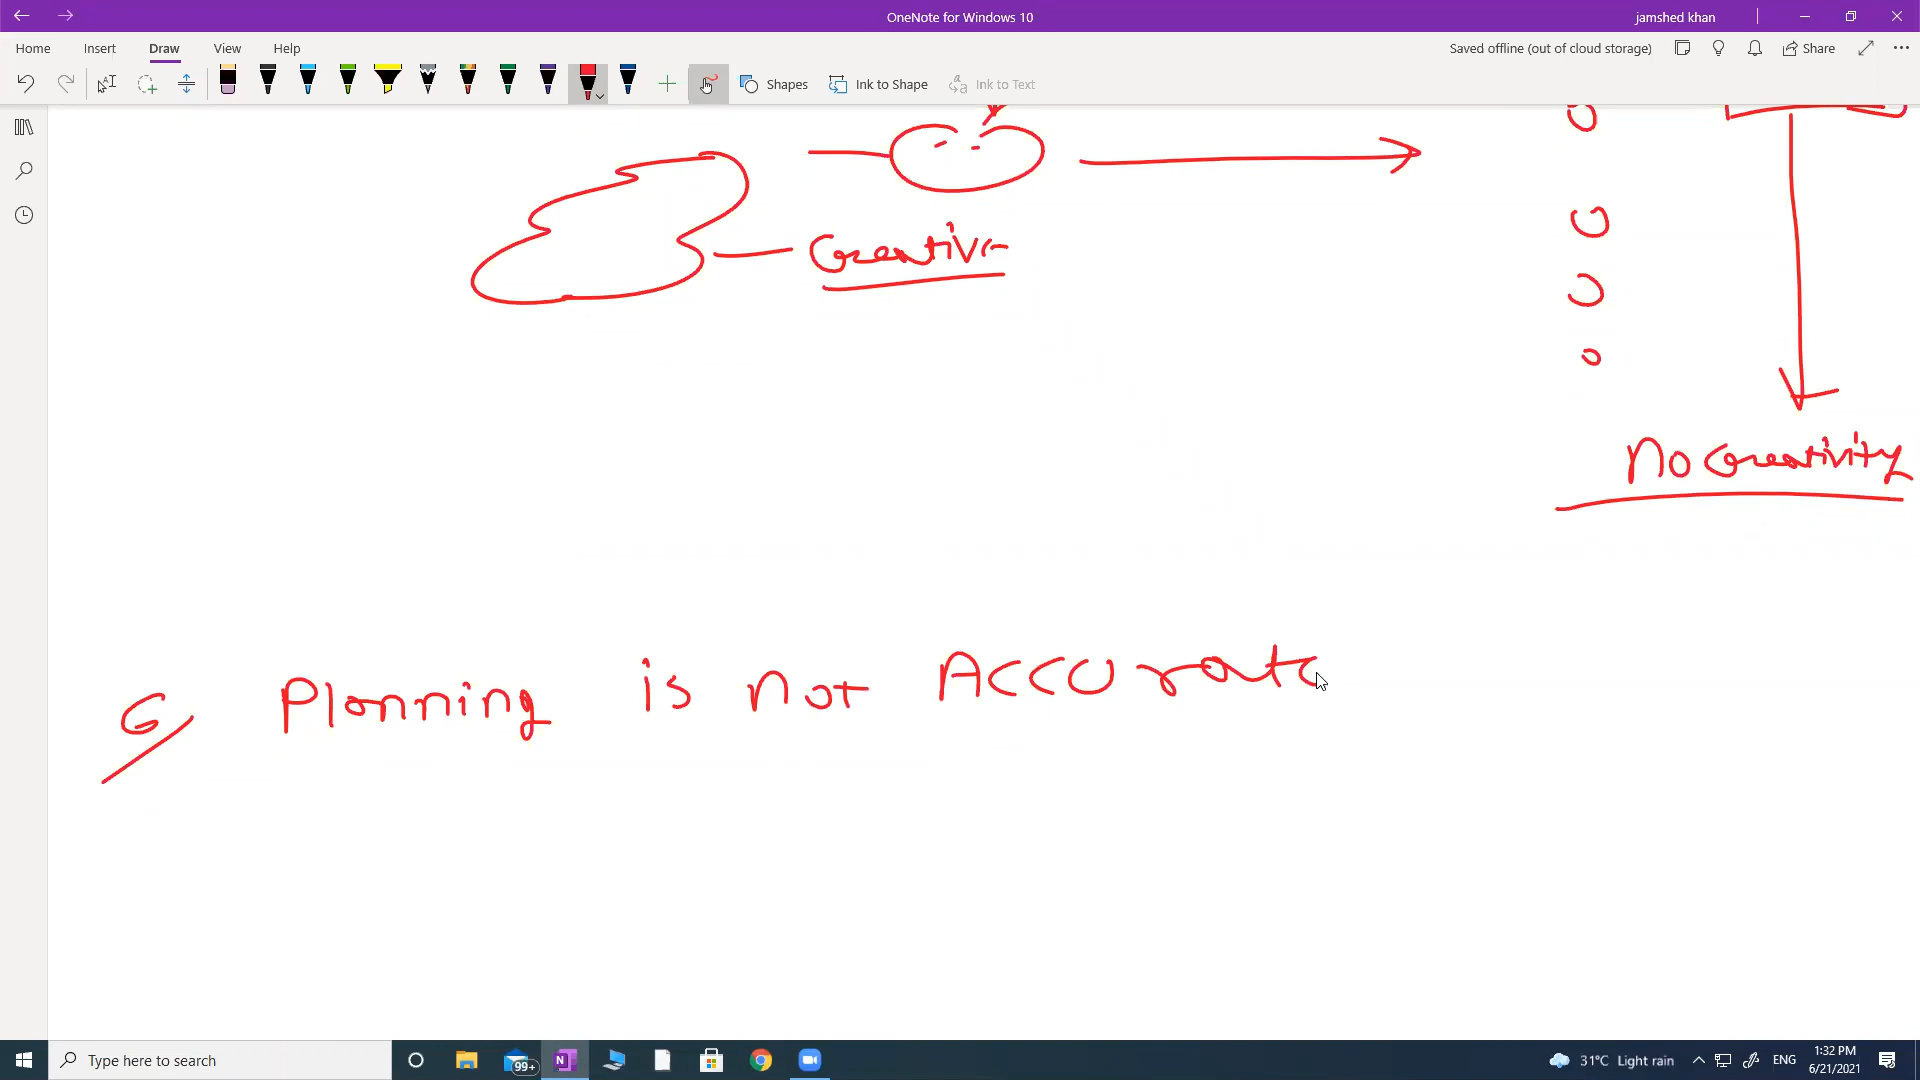 OneNote for Windows 10
jamshed khan
Home Insert Draw View Help
Saved offline (out of cloud storage)
Share
Shapes
Ink to Shape
Ink to Text
Creative
No Creativity
6 Planning is not Accurate
Type here to search
99+
31°C Light rain
ENG
1:32 PM
6/21/2021